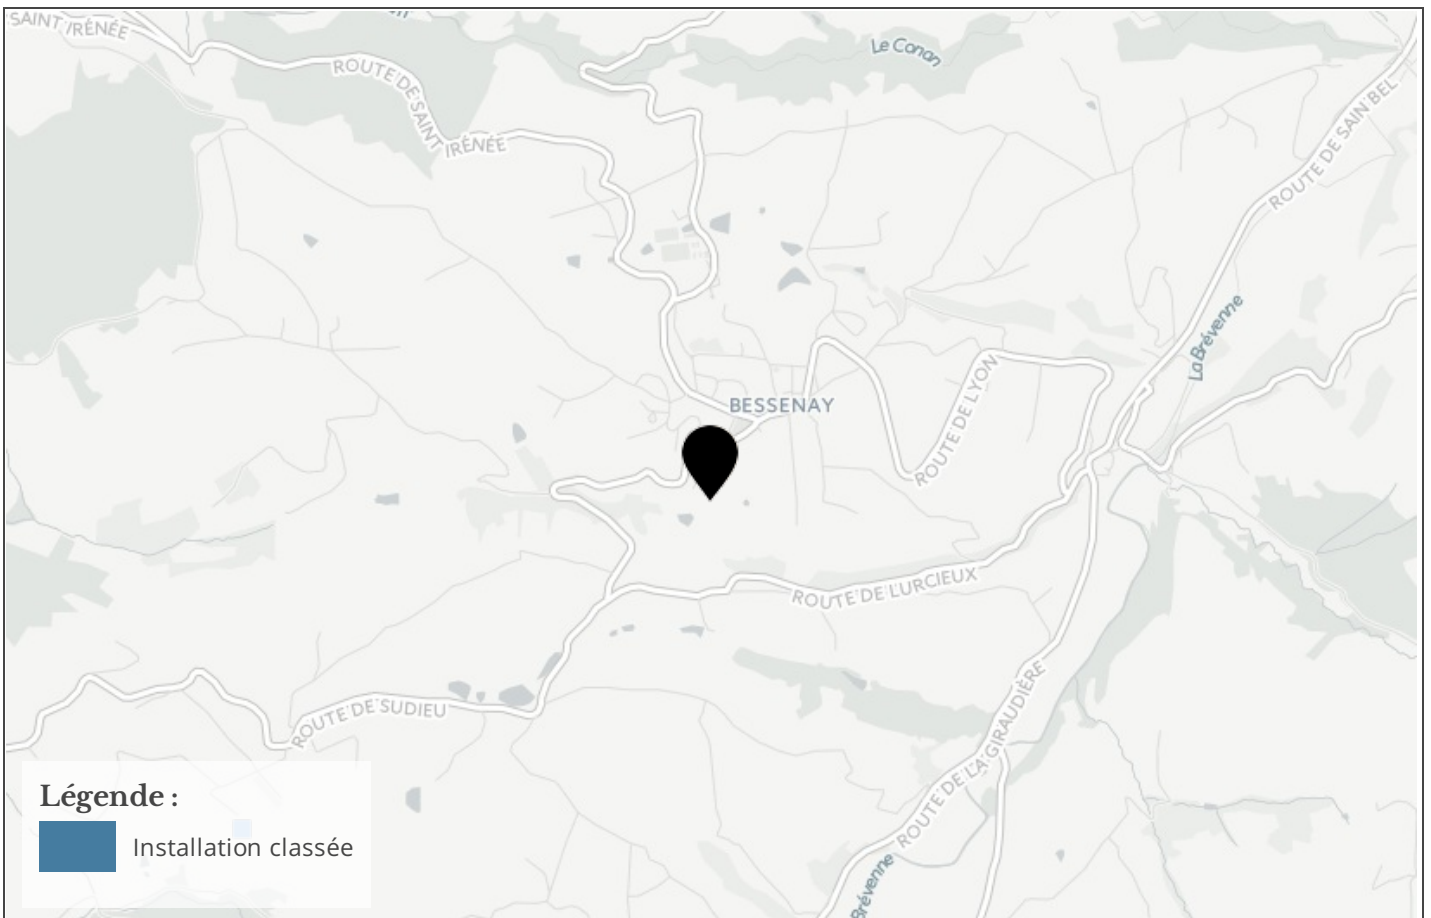 SAINT IRÉNÉE
ROUTE DE SAINT IRÉNÉE
Le Conan
ROUTE DE SAIN BEL
La Brévenne
BESSENAY
ROUTE DE LYON
ROUTE DE LURCIEUX
ROUTE DE SUDIEU
ROUTE DE LA GIRAUDIÈRE
Brévenne
Légende :
Installation classée